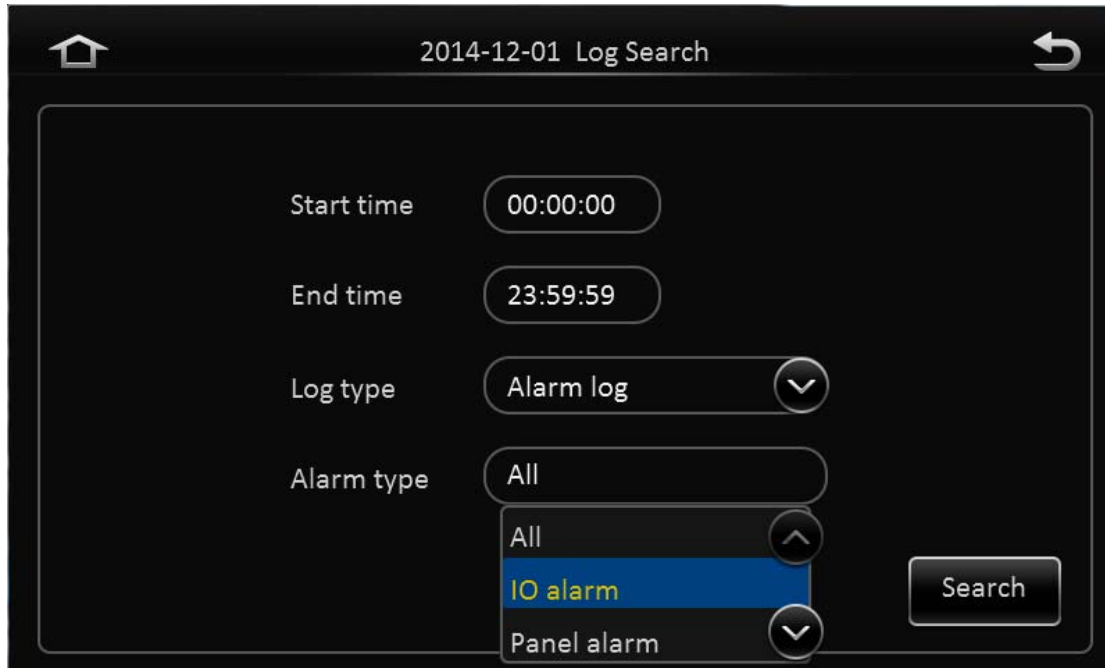 2014-12-01 Log Search
Start time 00:00:00
End time 23:59:59
Log type Alarm log
Alarm type All
All
IO alarm
Panel alarm
Search